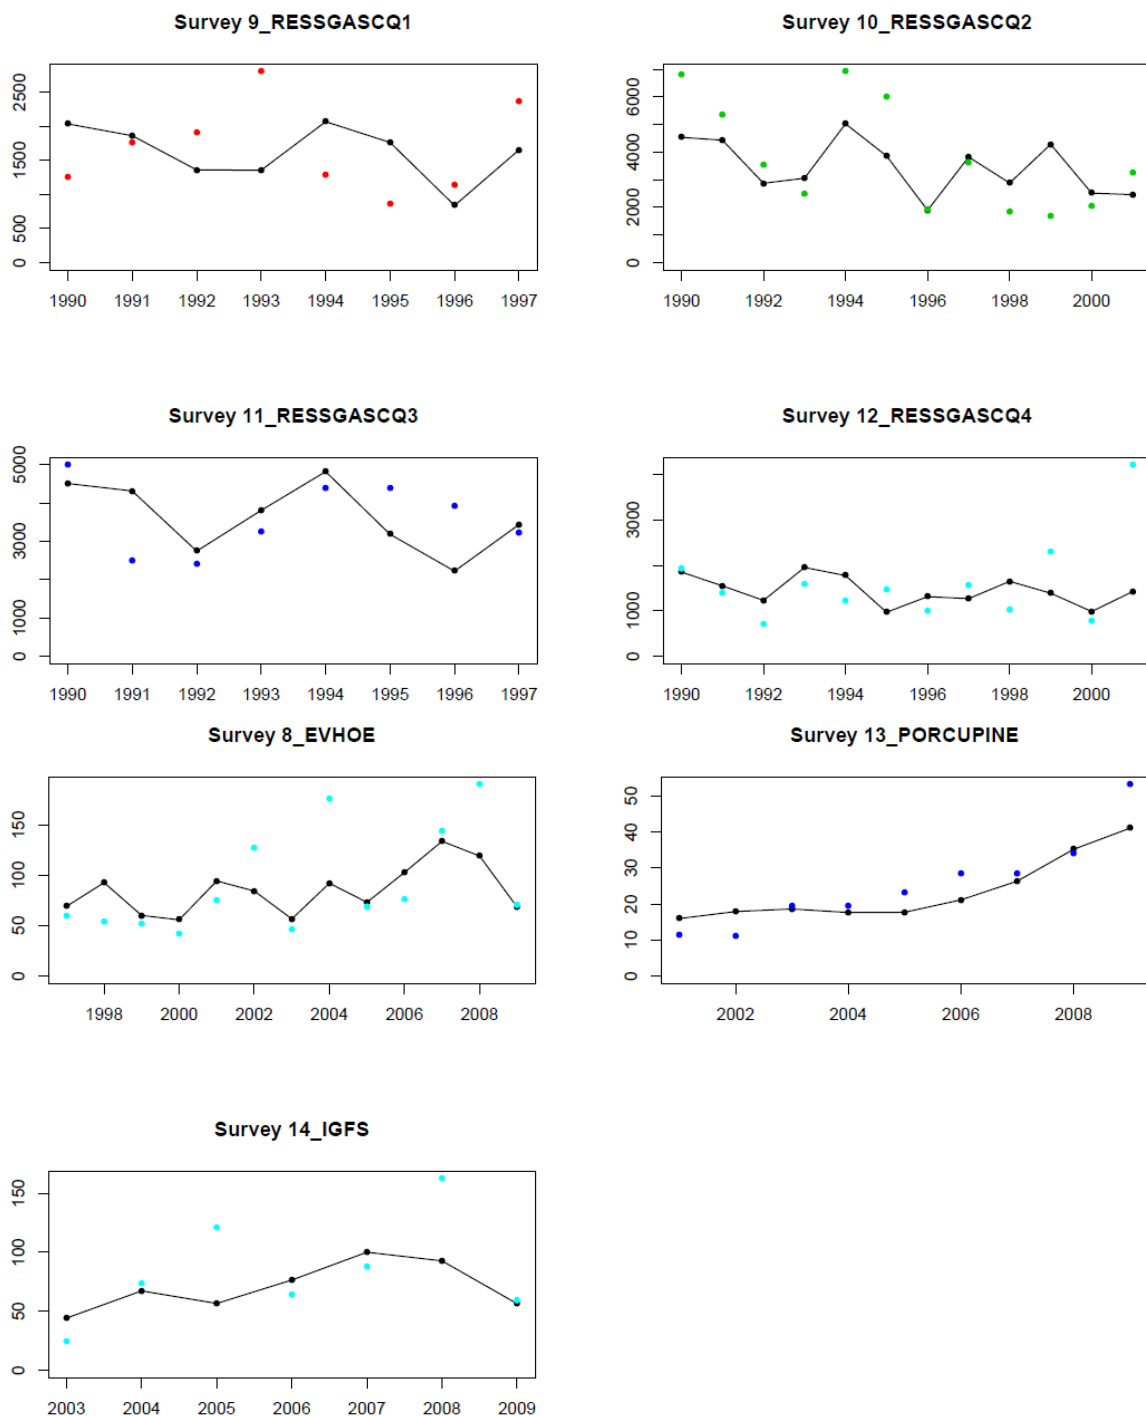 Survey 9_RESSGASCQ1
2500
1500
500
0
1990 1991 1992 1993 1994 1995 1996 1997
Survey 10_RESSGASCQ2
6000
4000
2000
0
1990 1992 1994 1996 1998 2000
Survey 11_RESSGASCQ3
5000
3000
1000
0
1990 1991 1992 1993 1994 1995 1996 1997
Survey 12_RESSGASCQ4
3000
1000
0
1990 1992 1994 1996 1998 2000
Survey 8_EVHOE
150
100
50
0
1998 2000 2002 2004 2006 2008
Survey 13_PORCUPINE
50
40
30
20
10
0
2002 2004 2006 2008
Survey 14_IGFS
150
100
50
0
2003 2004 2005 2006 2007 2008 2009